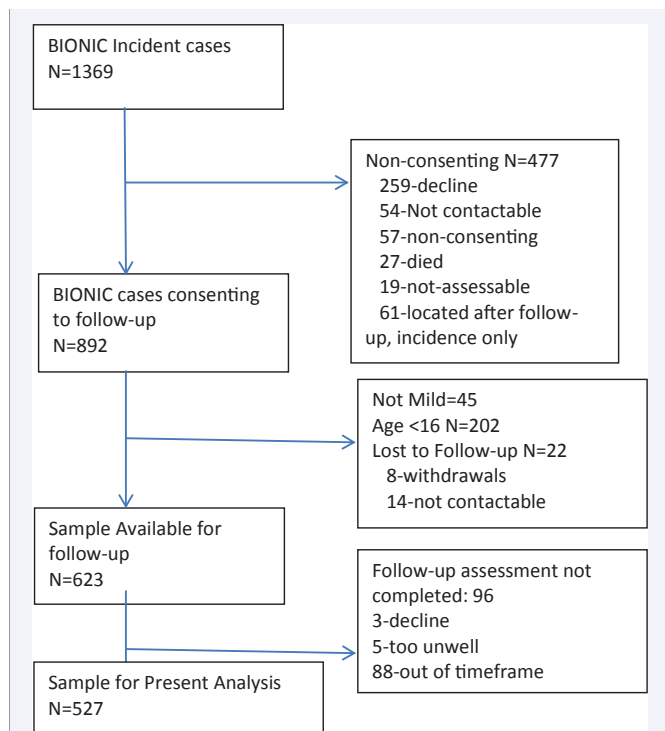 BIONIC Incident cases
N=1369
Non-consenting N=477
259-decline
54-Not contactable
57-non-consenting
27-died
19-not-assessable
61-located after follow-
up, incidence only
BIONIC cases consenting
to follow-up
N=892
Not Mild=45
Age <16 N=202
Lost to Follow-up N=22
8-withdrawals
14-not contactable
Sample Available for
follow-up
N=623
Follow-up assessment not
completed: 96
3-decline
5-too unwell
88-out of timeframe
Sample for Present Analysis
N=527